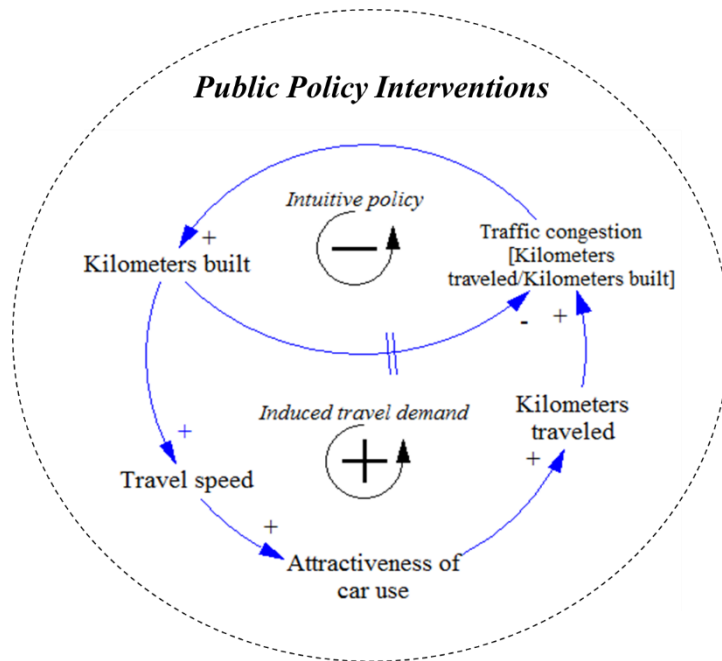 Public Policy Interventions
Intuitive policy
Traffic congestion
[Kilometers
traveled/Kilometers built]
+
Kilometers built
-
+
Induced travel demand
Kilometers
traveled
+
Travel speed
+
+
Attractiveness of
car use